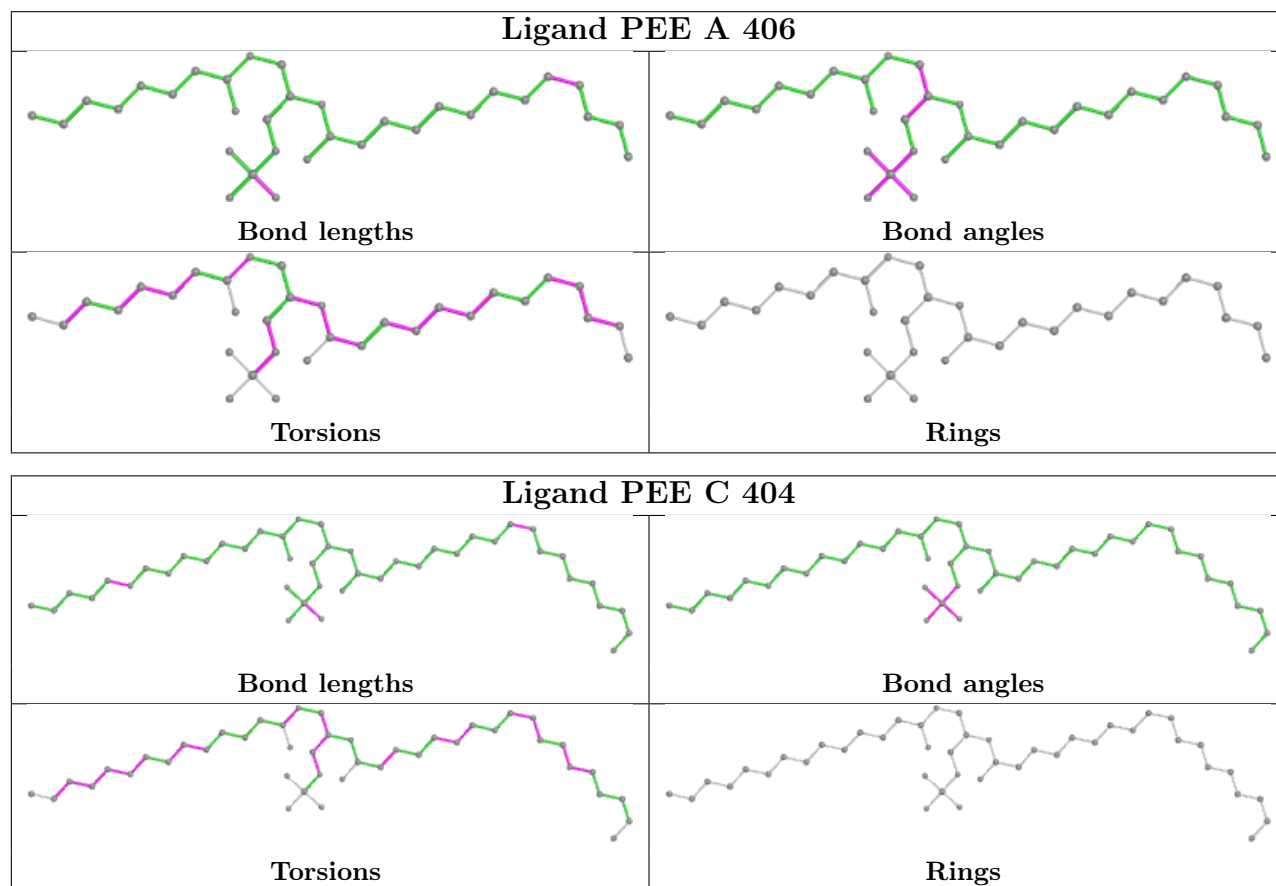 Ligand PEE A 406
Bond lengths
Bond angles
Torsions
Rings
Ligand PEE C 404
Bond lengths
Bond angles
Torsions
Rings